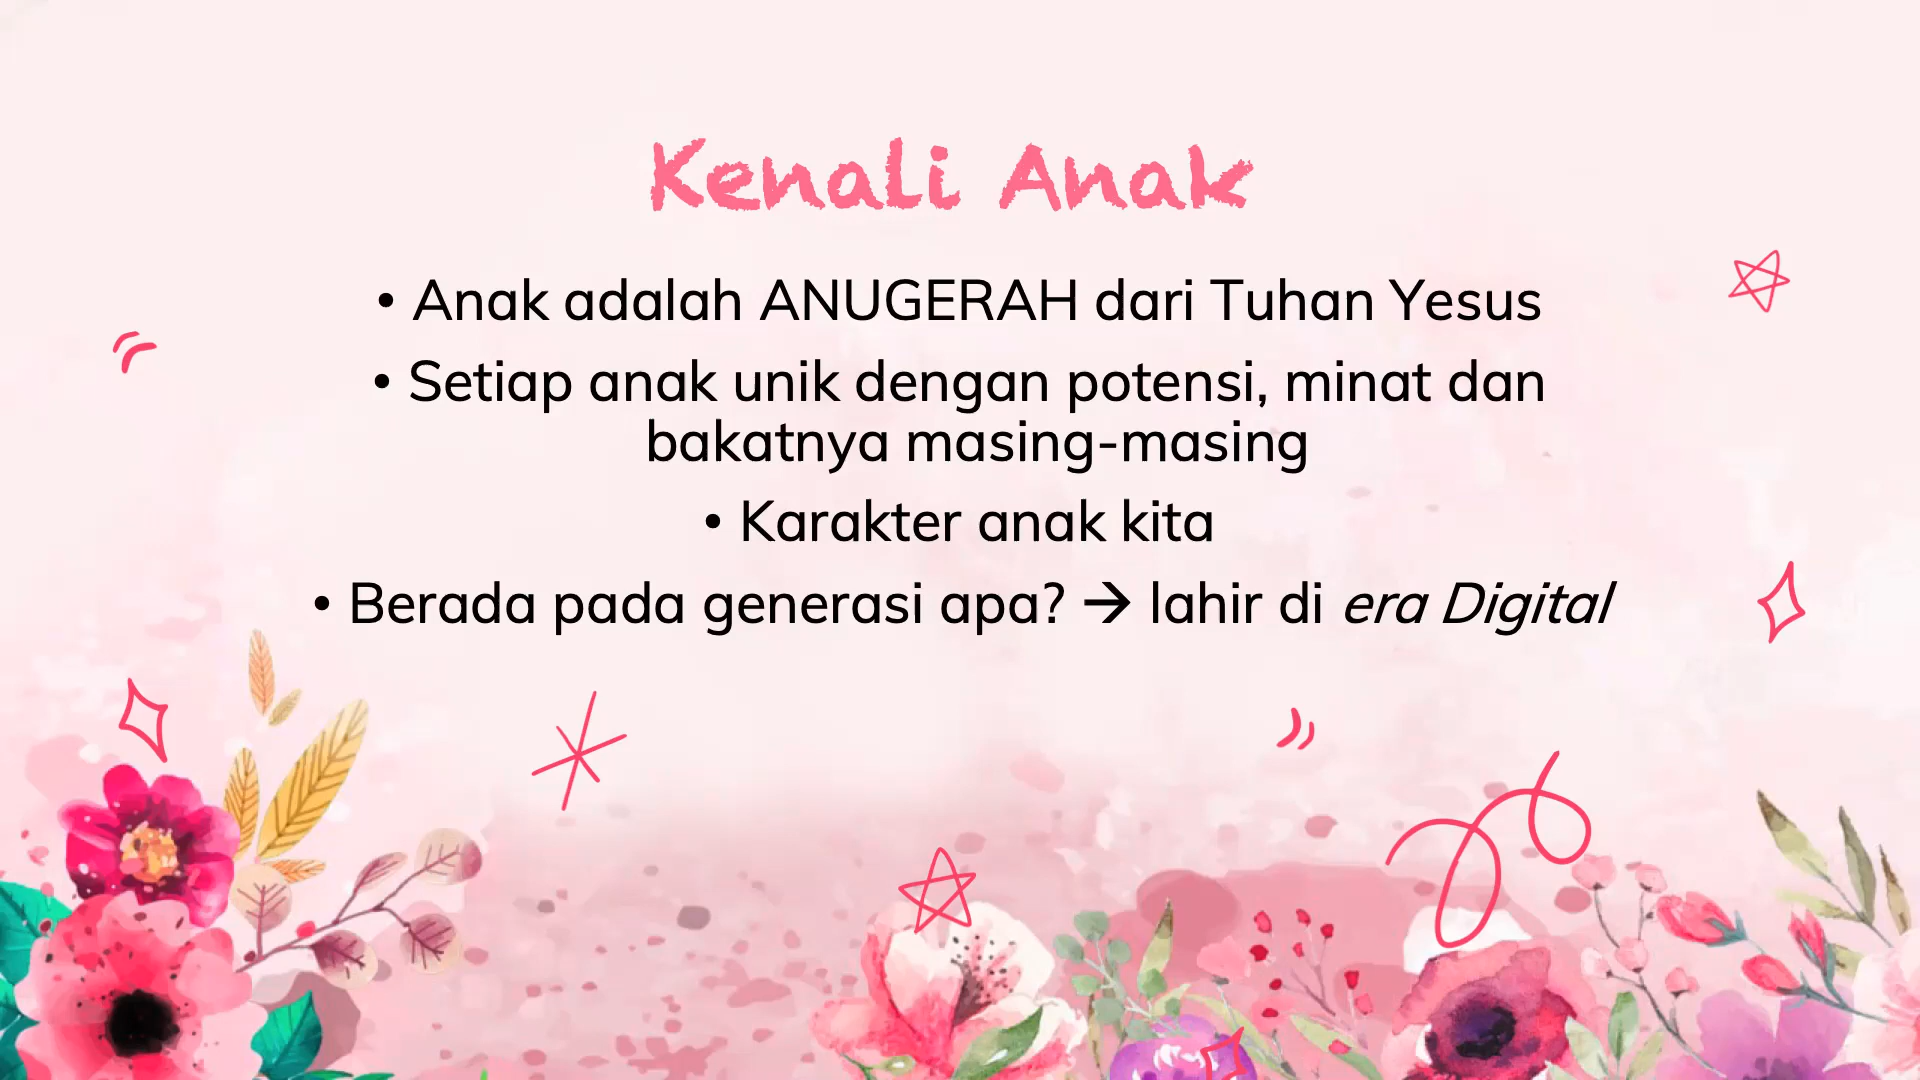 Kenali Anak
• Anak adalah ANUGERAH dari Tuhan Yesus
• Setiap anak unik dengan potensi, minat dan
bakatnya masing-masing
• Karakter anak kita
• Berada pada generasi apa? → lahir di era Digital